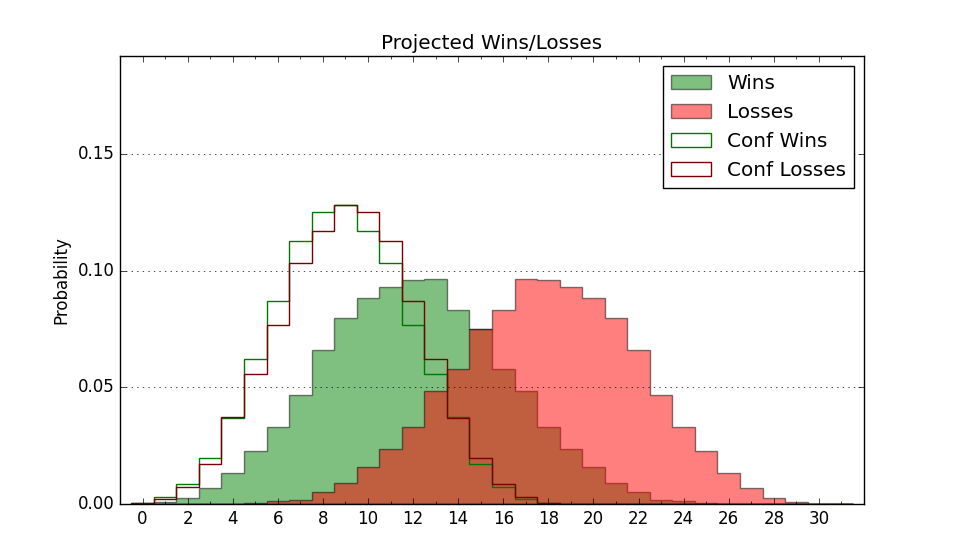 Projected Wins/Losses
Wins
Losses
Conf Wins
Conf Losses
Probability
0.15
0.10
0.05
0.00
0 2 4 6 8 10 12 14 16 18 20 22 24 26 28 30